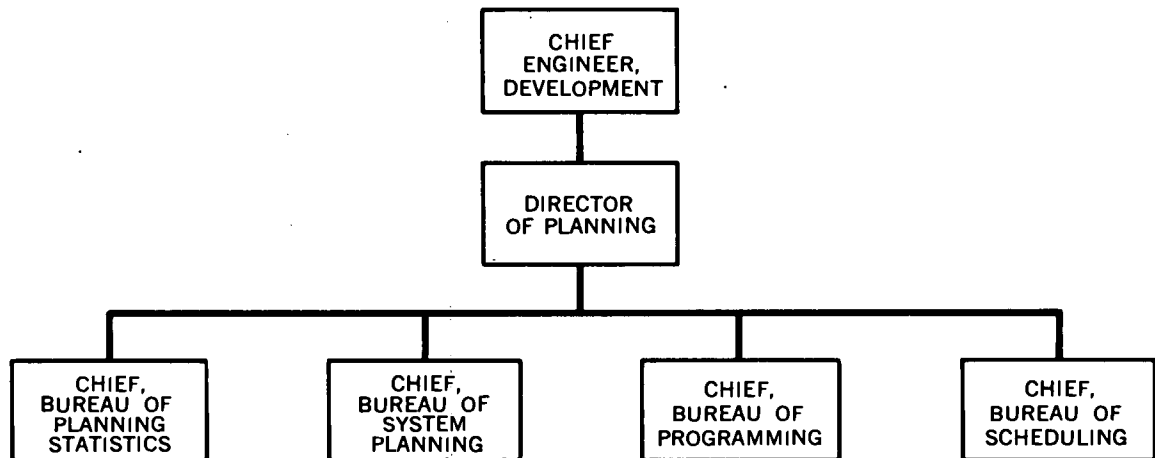 CHIEF
ENGINEER,
DEVELOPMENT
DIRECTOR
OF PLANNING
CHIEF,
BUREAU OF
PLANNING
STATISTICS
CHIEF,
BUREAU OF
SYSTEM
PLANNING
CHIEF,
BUREAU OF
PROGRAMMING
CHIEF,
BUREAU OF
SCHEDULING